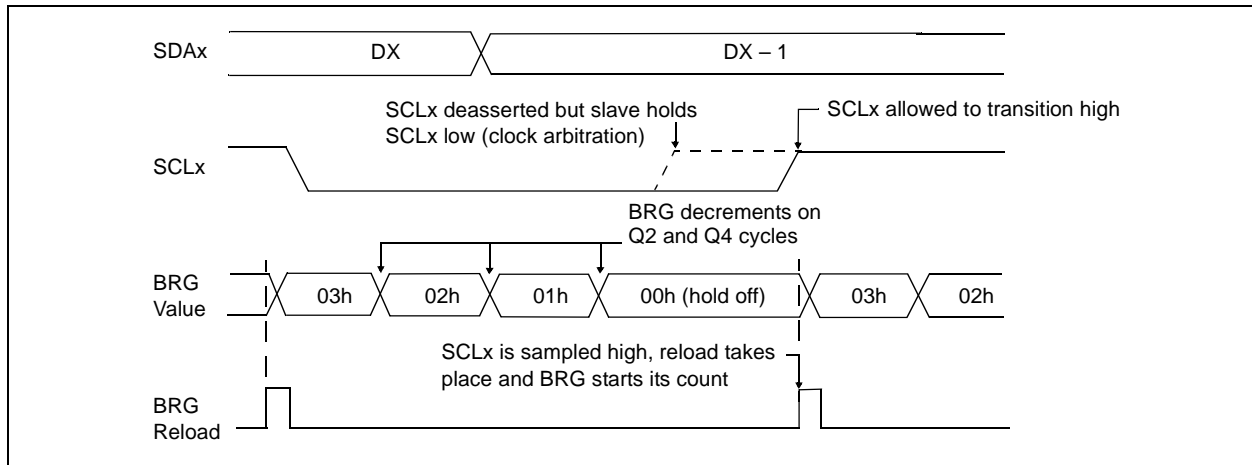 SDAx
DX
DX – 1
SCLx deasserted but slave holds
SCLx low (clock arbitration)
SCLx allowed to transition high
SCLx
BRG decrements on
Q2 and Q4 cycles
BRG
Value
03h
02h
01h
00h (hold off)
03h
02h
SCLx is sampled high, reload takes
place and BRG starts its count
BRG
Reload